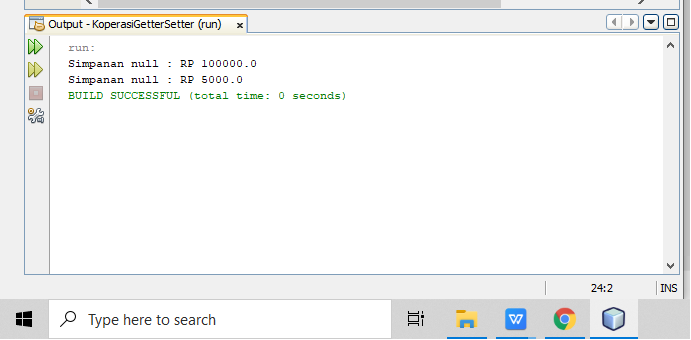 Output - KoperasiGetterSetter (run)
run:
Simpanan null : RP 100000.0
Simpanan null : RP 5000.0
BUILD SUCCESSFUL (total time: 0 seconds)
24:2
INS
Type here to search